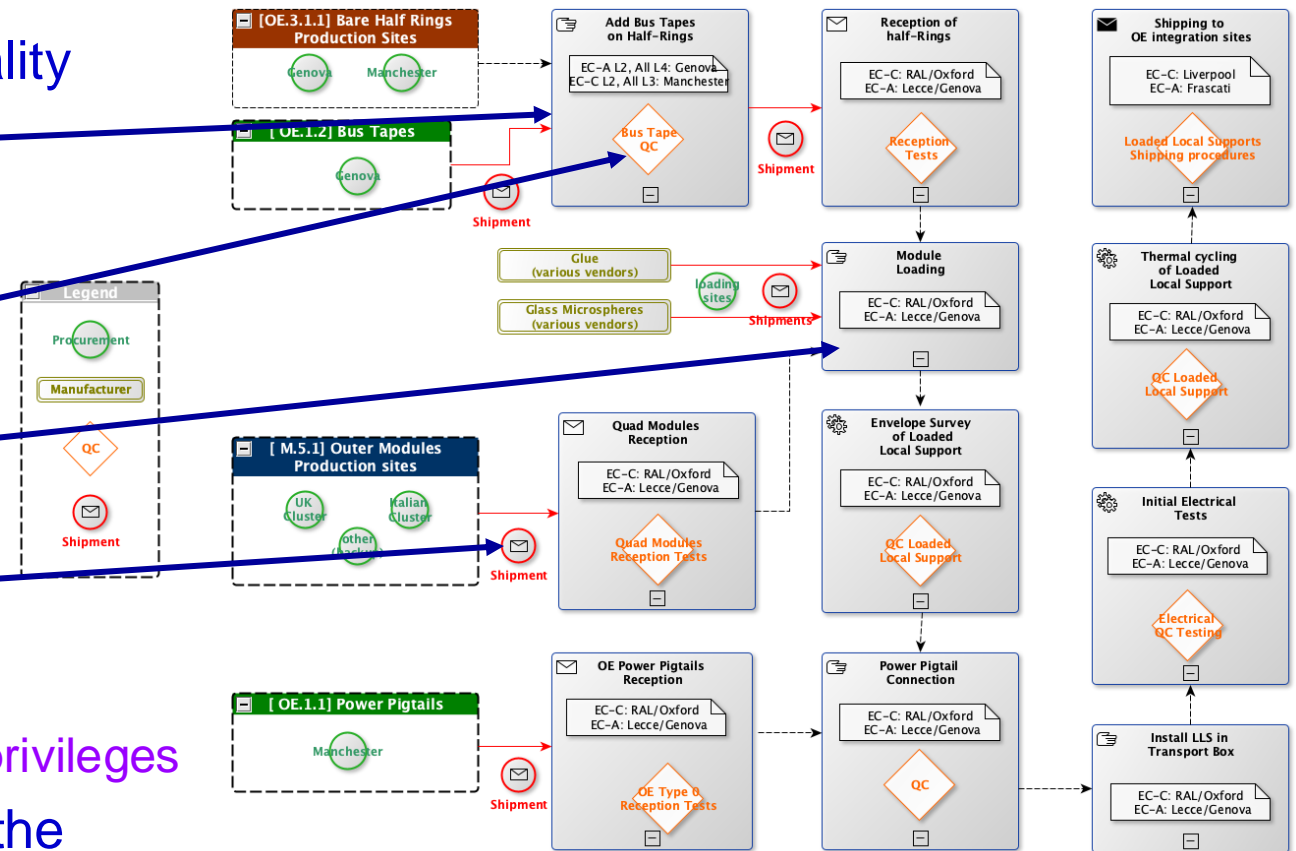 ality
privileges
the
[OE.3.1.1] Bare Half Rings
Production Sites
Genova
Manchester
[ OE.1.2] Bus Tapes
Genova
Shipment
Add Bus Tapes
on Half-Rings
EC-A L2, All L4: Genova
EC-C L2, All L3: Manchester
Bus Tape
QC
Shipment
Reception of
half-Rings
EC-C: RAL/Oxford
EC-A: Lecce/Genova
Reception
Tests
Shipping to
OE integration sites
EC-C: Liverpool
EC-A: Frascati
Loaded Local Supports
Shipping procedures
Legend
Procurement
Manufacturer
QC
Shipment
Glue
(various vendors)
Glass Microspheres
(various vendors)
loading
sites
Shipments
Module
Loading
EC-C: RAL/Oxford
EC-A: Lecce/Genova
Thermal cycling
of Loaded
Local Support
EC-C: RAL/Oxford
EC-A: Lecce/Genova
QC Loaded
Local Support
[ M.5.1] Outer Modules
Production sites
UK
Cluster
Italian
Cluster
other
(backup)
Shipment
Quad Modules
Reception
EC-C: RAL/Oxford
EC-A: Lecce/Genova
Quad Modules
Reception Tests
Envelope Survey
of Loaded
Local Support
EC-C: RAL/Oxford
EC-A: Lecce/Genova
QC Loaded
Local Support
Initial Electrical
Tests
EC-C: RAL/Oxford
EC-A: Lecce/Genova
Electrical
QC Testing
[ OE.1.1] Power Pigtails
Manchester
Shipment
OE Power Pigtails
Reception
EC-C: RAL/Oxford
EC-A: Lecce/Genova
OE Type 0
Reception Tests
Power Pigtail
Connection
EC-C: RAL/Oxford
EC-A: Lecce/Genova
QC
Install LLS in
Transport Box
EC-C: RAL/Oxford
EC-A: Lecce/Genova